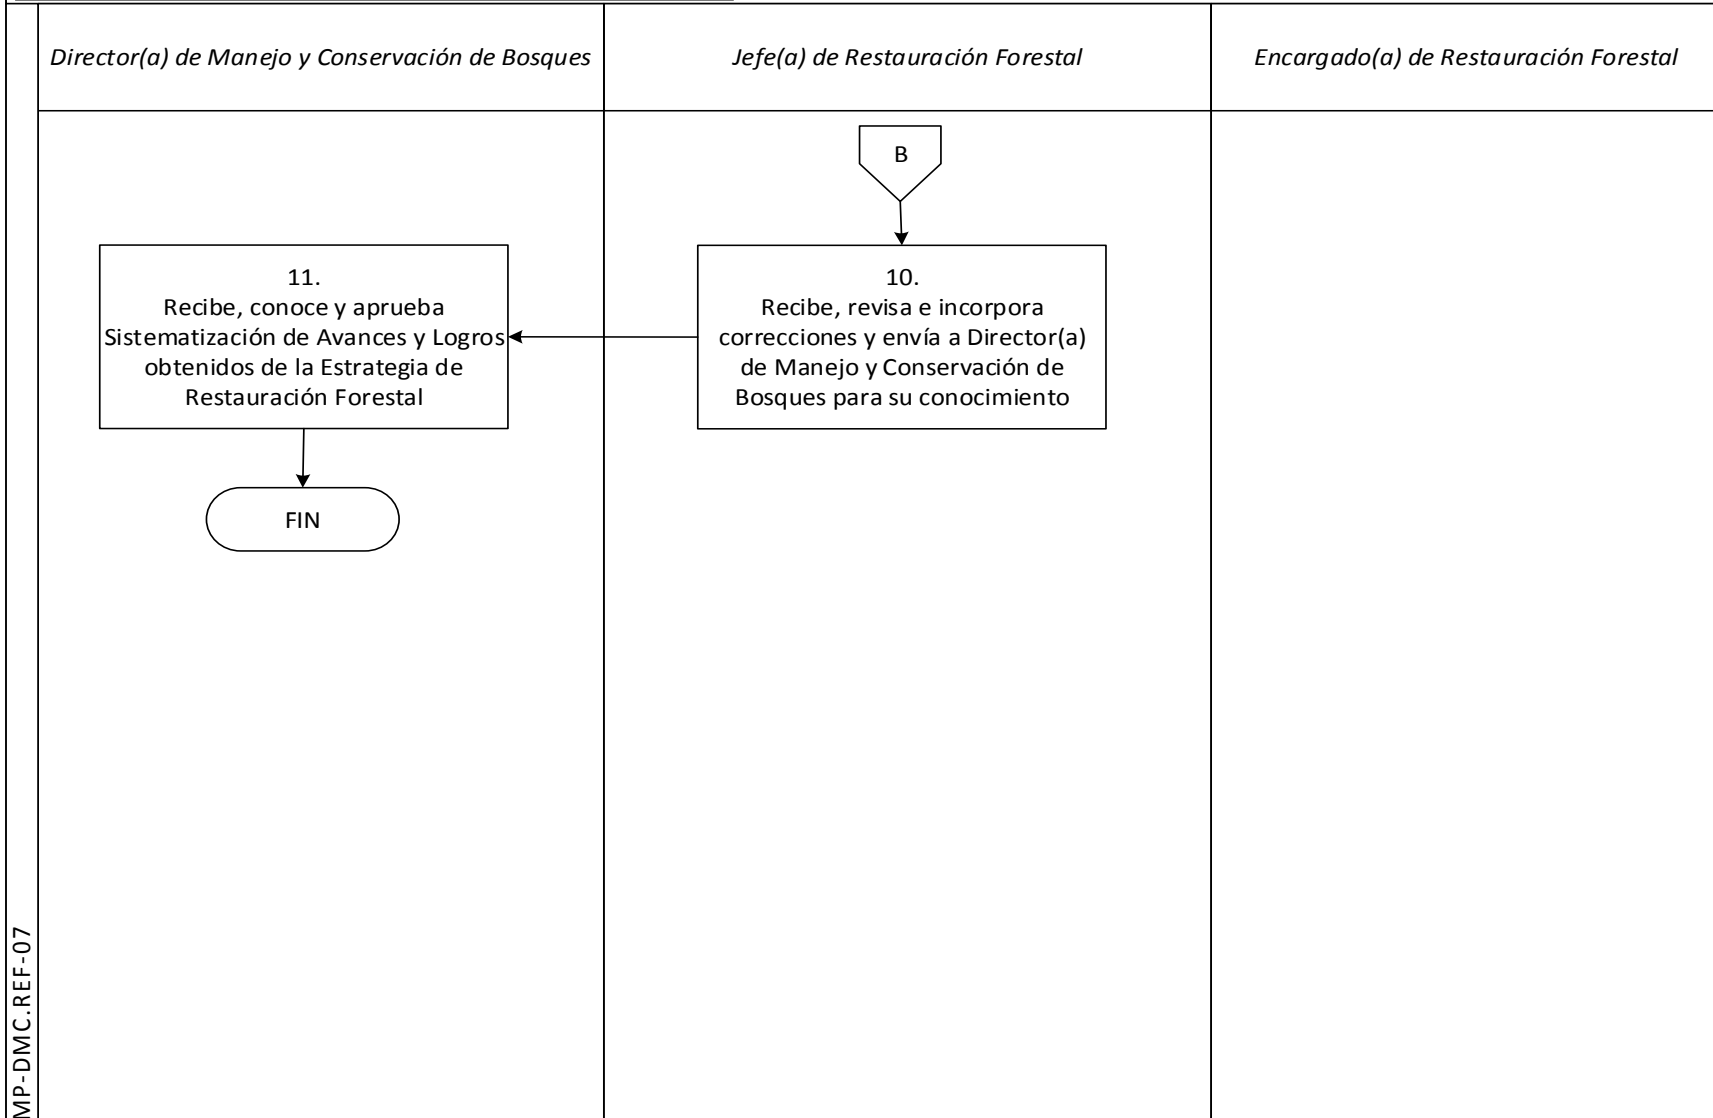 Director(a) de Manejo y Conservación de Bosques
Jefe(a) de Restauración Forestal
Encargado(a) de Restauración Forestal
B
10.
Recibe, revisa e incorpora
correcciones y envía a Director(a)
de Manejo y Conservación de
Bosques para su conocimiento
11.
Recibe, conoce y aprueba
Sistematización de Avances y Logros
obtenidos de la Estrategia de
Restauración Forestal
FIN
MP-DMC.REF-07